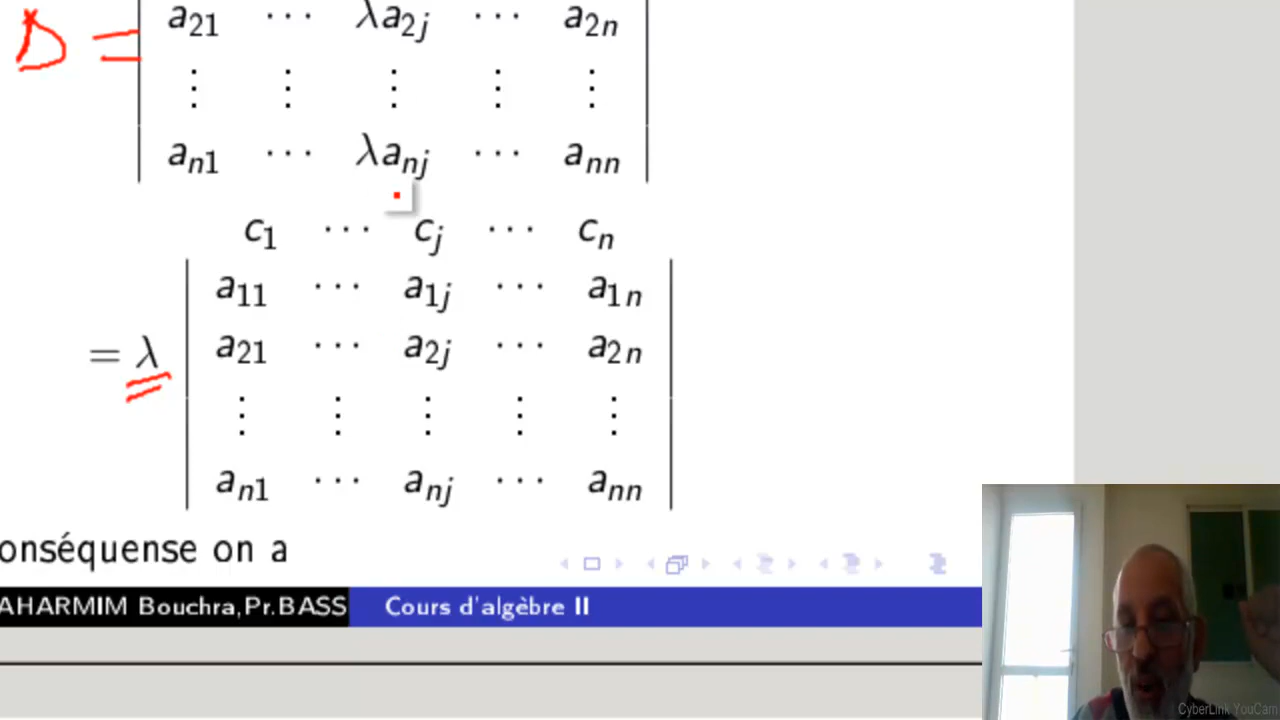 D = a21 ⋯ λa2j ⋯ a2n
⋮ ⋮ ⋮ ⋮ ⋮
an1 ⋯ λanj ⋯ ann
c1 ⋯ cj ⋯ cn
a11 ⋯ a1j ⋯ a1n
= λ a21 ⋯ a2j ⋯ a2n
⋮ ⋮ ⋮ ⋮ ⋮
an1 ⋯ anj ⋯ ann
onséquense on a
AHARMIM Bouchra,Pr.BASS Cours d'algèbre II
CyberLink YouCam